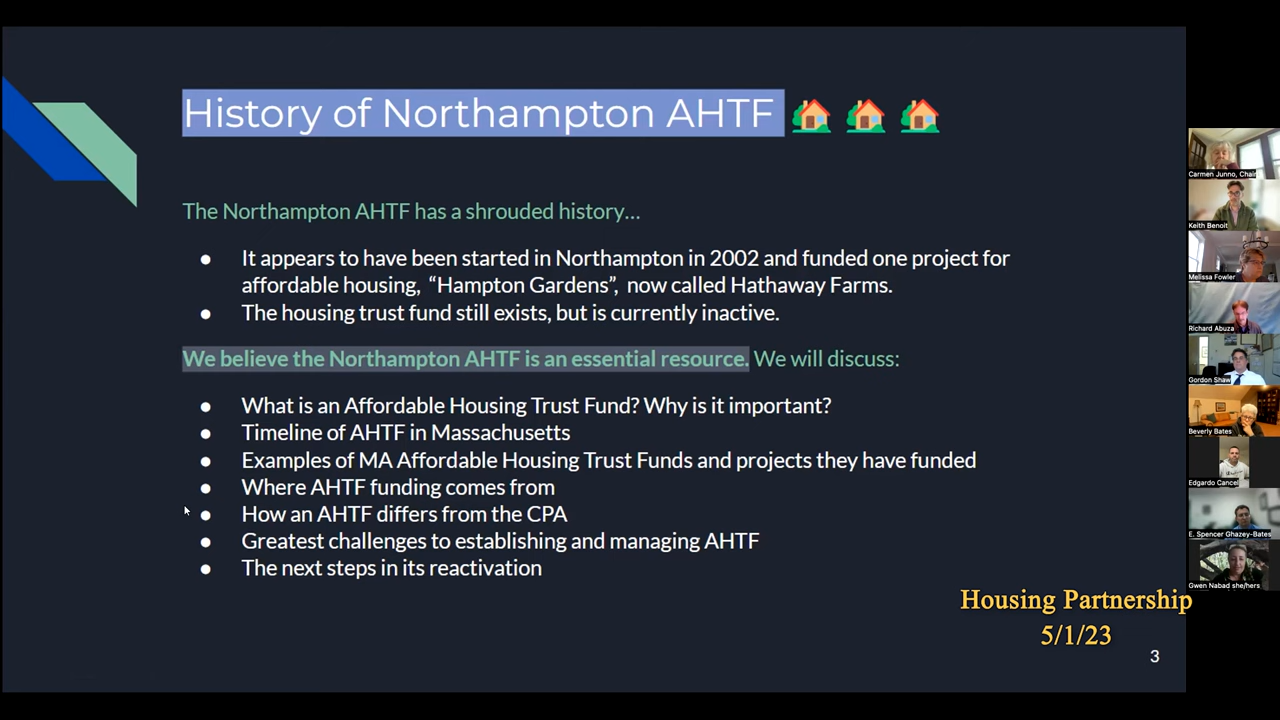 History of Northampton AHTF
The Northampton AHTF has a shrouded history…
● It appears to have been started in Northampton in 2002 and funded one project for
affordable housing, “Hampton Gardens”, now called Hathaway Farms.
● The housing trust fund still exists, but is currently inactive.
We believe the Northampton AHTF is an essential resource. We will discuss:
● What is an Affordable Housing Trust Fund? Why is it important?
● Timeline of AHTF in Massachusetts
● Examples of MA Affordable Housing Trust Funds and projects they have funded
● Where AHTF funding comes from
● How an AHTF differs from the CPA
● Greatest challenges to establishing and managing AHTF
● The next steps in its reactivation
Housing Partnership
5/1/23
3
Carmen Junno, Chair
Keith Benoit
Melissa Fowler
Richard Abuza
Gordon Shaw
Beverly Bates
Edgardo Cancel
E. Spencer Ghazey-Bates
Gwen Nabad she/hers